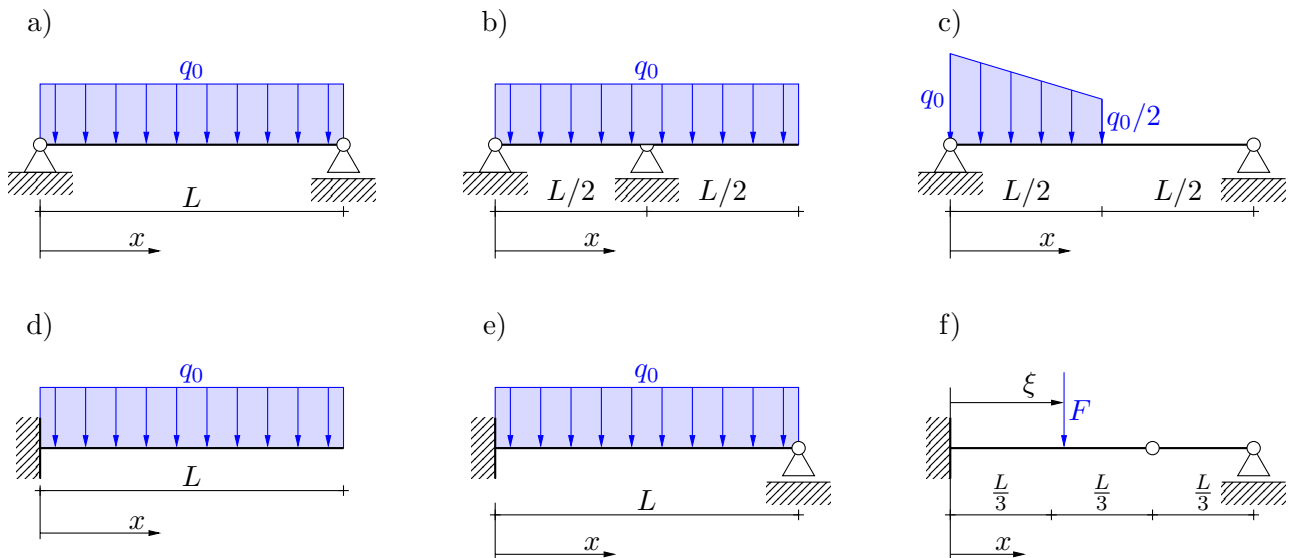 a)
b)
c)
q₀
q₀
q₀
q₀/2
L
L/2
L/2
L/2
L/2
x
x
x
d)
e)
f)
q₀
q₀
ξ
F
L
L
L/3
L/3
L/3
x
x
x